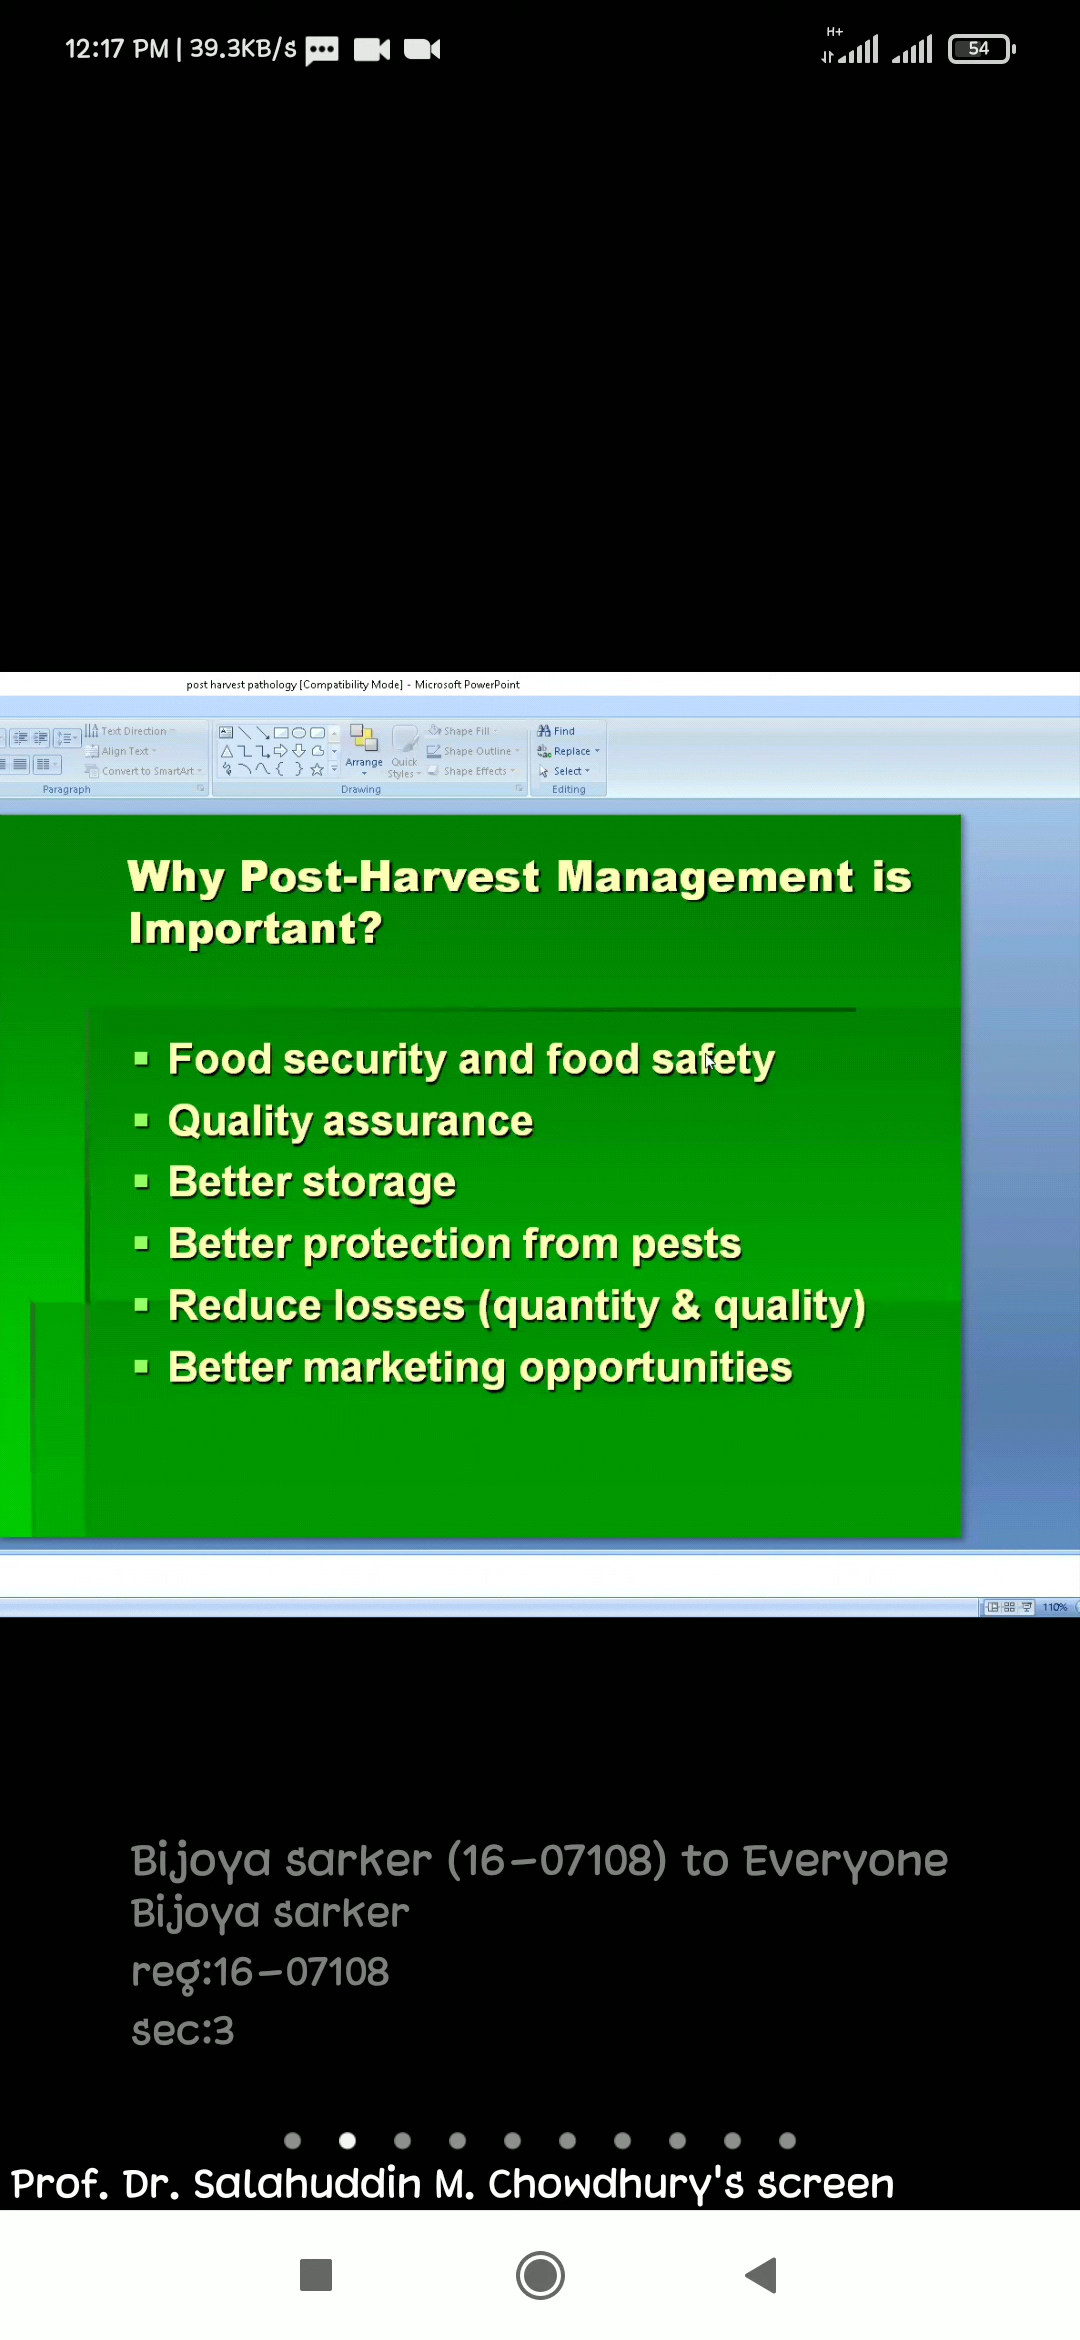 12:17 PM | 39.3KB/s
H+
54
post harvest pathology [Compatibility Mode] - Microsoft PowerPoint
Text Direction
Align Text
Convert to SmartArt
Paragraph
Arrange
Quick Styles
Shape Fill
Shape Outline
Shape Effects
Drawing
Find
Replace
Select
Editing
Why Post-Harvest Management is
Important?
Food security and food safety
Quality assurance
Better storage
Better protection from pests
Reduce losses (quantity & quality)
Better marketing opportunities
110%
Bijoya sarker (16-07108) to Everyone
Bijoya sarker
reg:16-07108
sec:3
Prof. Dr. Salahuddin M. Chowdhury's screen